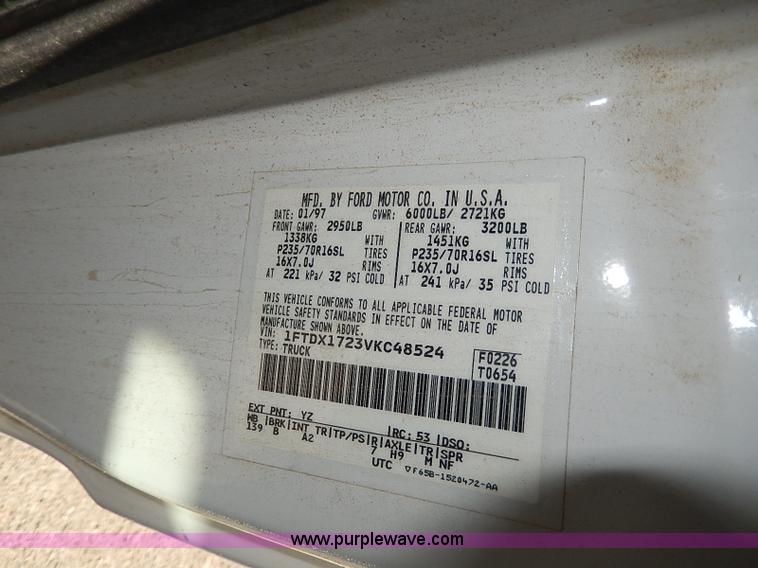 MFD. BY FORD MOTOR CO. IN U.S.A.
DATE: 01/97 GVWR: 6000LB/ 2721KG
FRONT GAWR: 2950LB REAR GAWR: 3200LB
1338KG WITH 1451KG WITH
P235/70R16SL TIRES P235/70R16SL TIRES
16X7.0J RIMS 16X7.0J RIMS
AT 221 kPa/ 32 PSI COLD AT 241 kPa/ 35 PSI COLD
THIS VEHICLE CONFORMS TO ALL APPLICABLE FEDERAL MOTOR
VEHICLE SAFETY STANDARDS IN EFFECT ON THE DATE OF
MANUFACTURE SHOWN ABOVE.
VIN: 1FTDX1723VKC48524 F0226
TYPE: TRUCK T0654
EXT PNT: YZ |RC: 53 |DSO:
WB |BRK|INT TR|TP/PS|R|AXLE|TR|SPR
139 B A2 7 H9 M NF
UTC ▽F65B-1520472-AA
www.purplewave.com